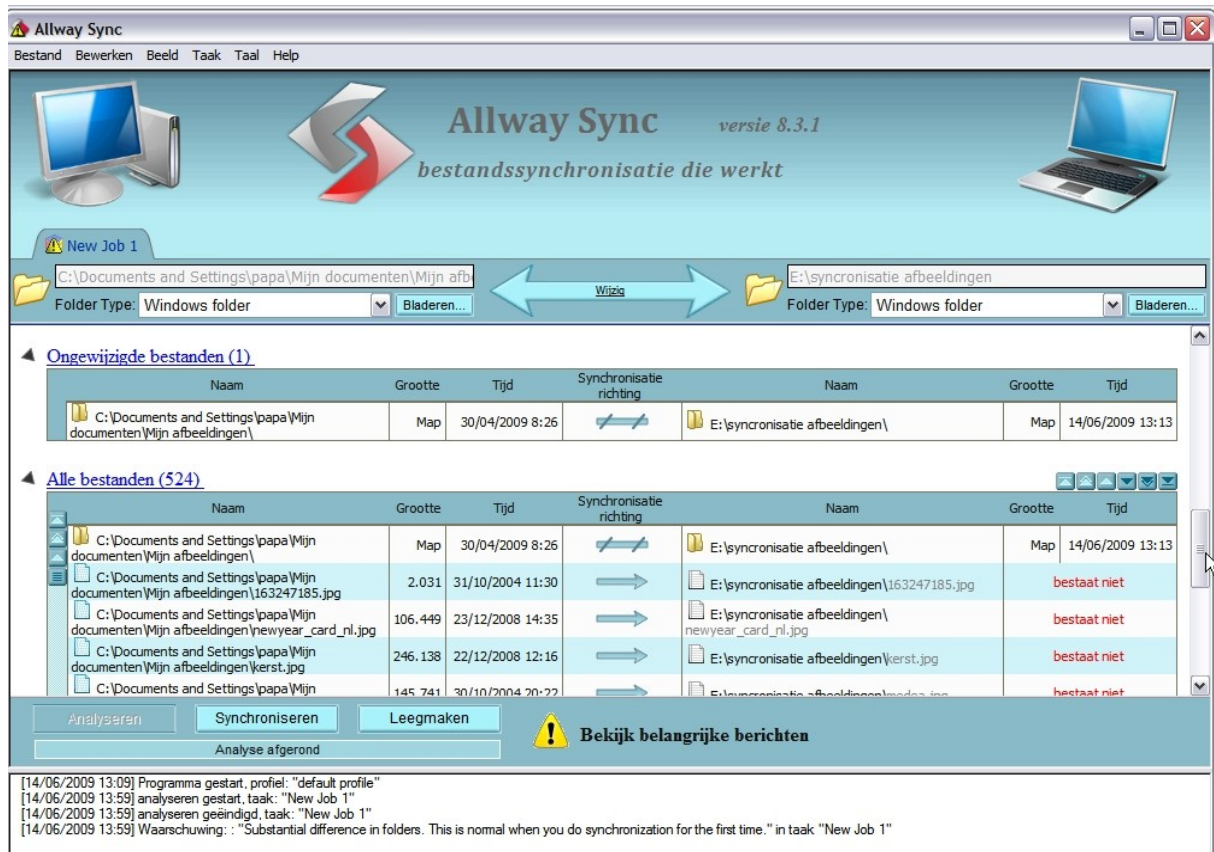 Allway Sync
Bestand Bewerken Beeld Taak Taal Help
Allway Sync versie 8.3.1
bestandssynchronisatie die werkt
New Job 1
C:\Documents and Settings\papa\Mijn documenten\Mijn afb
Wijzig
E:\syncronisatie afbeeldingen
Folder Type: Windows folder Bladeren...
Folder Type: Windows folder Bladeren...
Ongewijzigde bestanden (1)
Naam Grootte Tijd Synchronisatie richting Naam Grootte Tijd
C:\Documents and Settings\papa\Mijn
documenten\Mijn afbeeldingen\ Map 30/04/2009 8:26 E:\syncronisatie afbeeldingen\ Map 14/06/2009 13:13
Alle bestanden (524)
Naam Grootte Tijd Synchronisatie richting Naam Grootte Tijd
C:\Documents and Settings\papa\Mijn
documenten\Mijn afbeeldingen\ Map 30/04/2009 8:26 E:\syncronisatie afbeeldingen\ Map 14/06/2009 13:13
C:\Documents and Settings\papa\Mijn
documenten\Mijn afbeeldingen\163247185.jpg 2.031 31/10/2004 11:30 E:\syncronisatie afbeeldingen\163247185.jpg bestaat niet
C:\Documents and Settings\papa\Mijn
documenten\Mijn afbeeldingen\newyear_card_nl.jpg 106.449 23/12/2008 14:35 E:\syncronisatie afbeeldingen\
newyear_card_nl.jpg bestaat niet
C:\Documents and Settings\papa\Mijn
documenten\Mijn afbeeldingen\kerst.jpg 246.138 22/12/2008 12:16 E:\syncronisatie afbeeldingen\kerst.jpg bestaat niet
C:\Documents and Settings\papa\Mijn 145.741 30/10/2004 20:22 E:\syncronisatie afbeeldingen\medea.jpg bestaat niet
Analyseren Synchroniseren Leegmaken
Bekijk belangrijke berichten
Analyse afgerond
[14/06/2009 13:09] Programma gestart, profiel: "default profile"
[14/06/2009 13:59] analyseren gestart, taak: "New Job 1"
[14/06/2009 13:59] analyseren geëindigd, taak: "New Job 1"
[14/06/2009 13:59] Waarschuwing: : "Substantial difference in folders. This is normal when you do synchronization for the first time." in taak "New Job 1"